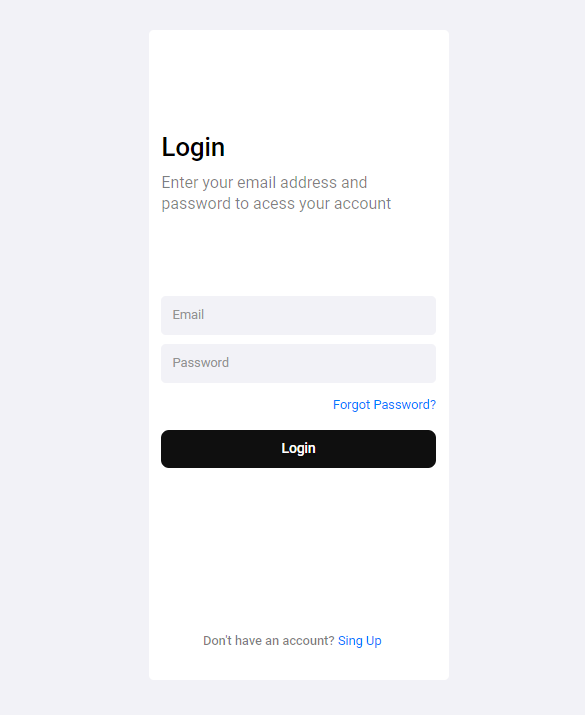 Login
Enter your email address and
password to acess your account
Email
Password
Forgot Password?
Login
Don't have an account? Sing Up